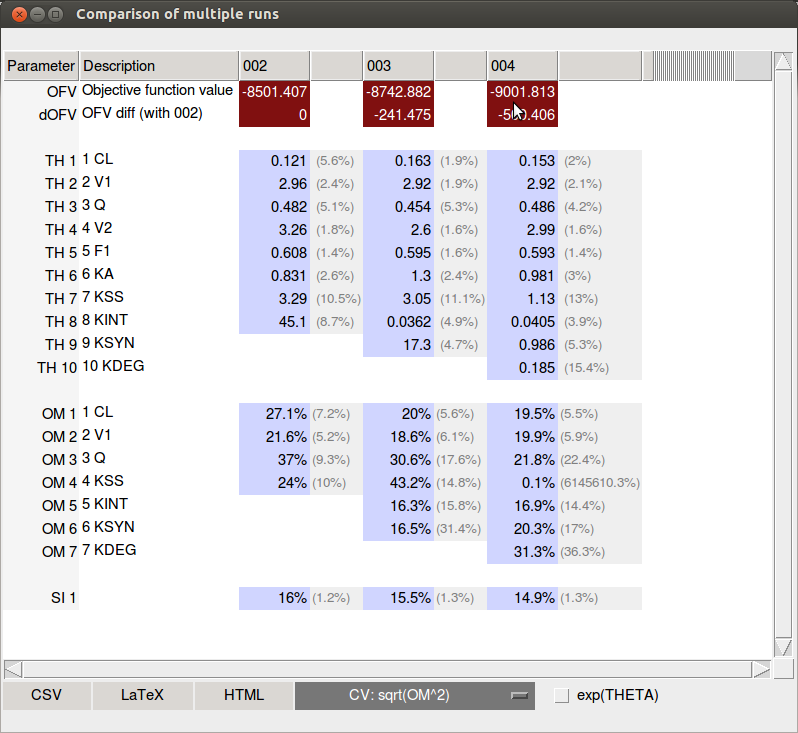 Comparison of multiple runs
Parameter Description 002 003 004
OFV Objective function value -8501.407 -8742.882 -9001.813
dOFV OFV diff (with 002) 0 -241.475
TH 1 1 CL 0.121 (5.6%) 0.163 (1.9%) 0.153 (2%)
TH 2 2 V1 2.96 (2.4%) 2.92 (1.9%) 2.92 (2.1%)
TH 3 3 Q 0.482 (5.1%) 0.454 (5.3%) 0.486 (4.2%)
TH 4 4 V2 3.26 (1.8%) 2.6 (1.6%) 2.99 (1.6%)
TH 5 5 F1 0.608 (1.4%) 0.595 (1.6%) 0.593 (1.4%)
TH 6 6 KA 0.831 (2.6%) 1.3 (2.4%) 0.981 (3%)
TH 7 7 KSS 3.29 (10.5%) 3.05 (11.1%) 1.13 (13%)
TH 8 8 KINT 45.1 (8.7%) 0.0362 (4.9%) 0.0405 (3.9%)
TH 9 9 KSYN 17.3 (4.7%) 0.986 (5.3%)
TH 10 10 KDEG 0.185 (15.4%)
OM 1 1 CL 27.1% (7.2%) 20% (5.6%) 19.5% (5.5%)
OM 2 2 V1 21.6% (5.2%) 18.6% (6.1%) 19.9% (5.9%)
OM 3 3 Q 37% (9.3%) 30.6% (17.6%) 21.8% (22.4%)
OM 4 4 KSS 24% (10%) 43.2% (14.8%) 0.1% (6145610.3%)
OM 5 5 KINT 16.3% (15.8%) 16.9% (14.4%)
OM 6 6 KSYN 16.5% (31.4%) 20.3% (17%)
OM 7 7 KDEG 31.3% (36.3%)
SI 1 16% (1.2%) 15.5% (1.3%) 14.9% (1.3%)
CSV LaTeX HTML CV: sqrt(OM^2) exp(THETA)